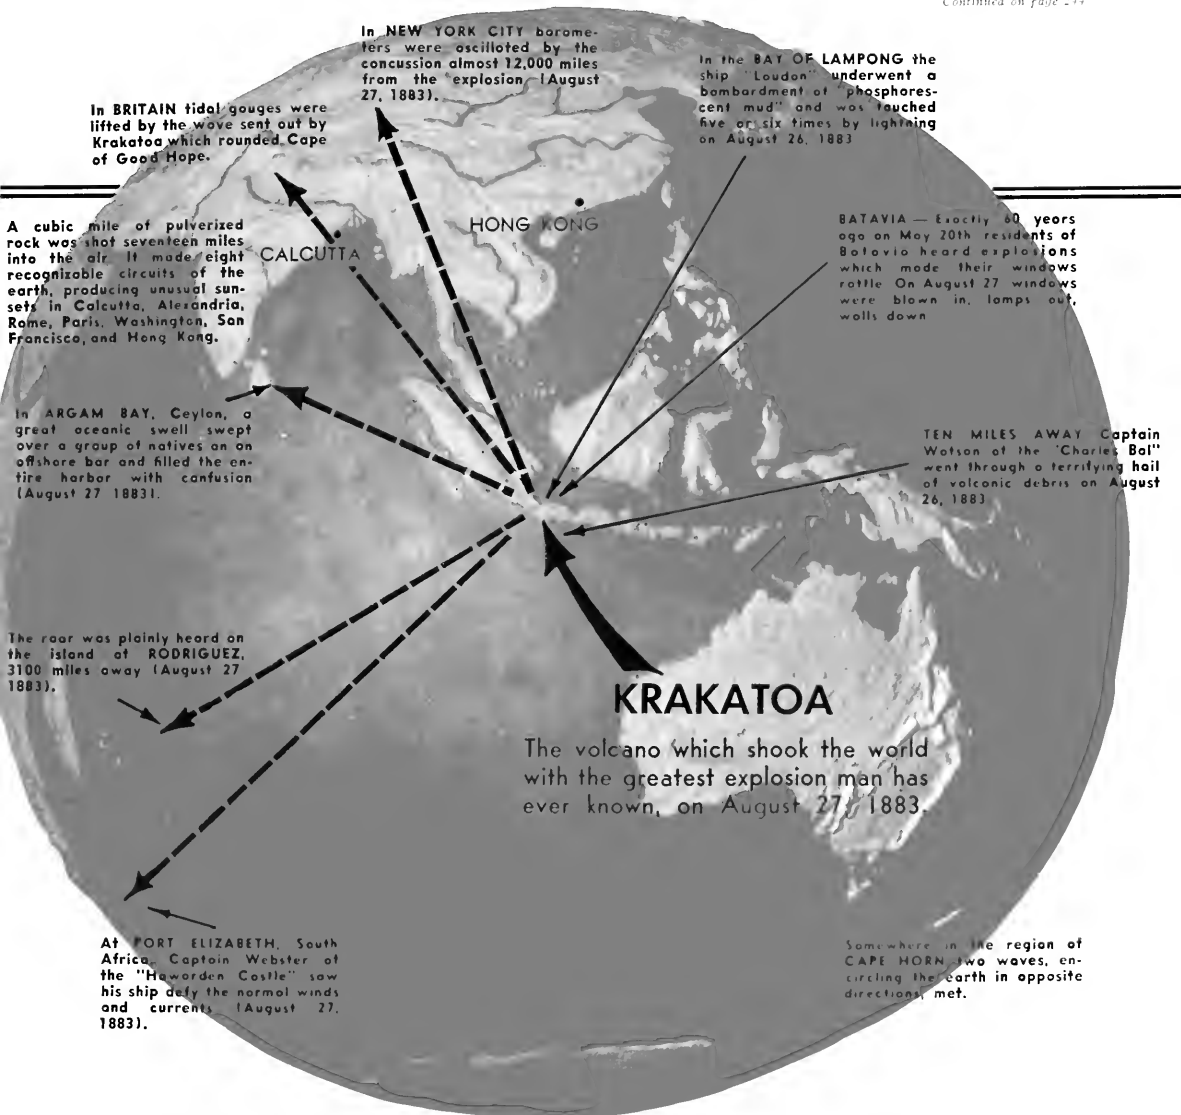 Continued on page 244
In NEW YORK CITY barome-
ters were oscillated by the
concussion almost 12,000 miles
from the explosion (August
27, 1883).
In the BAY OF LAMPONG the
ship "Loudon" underwent a
bombardment of "phosphores-
cent mud" and was touched
five or six times by lightning
on August 26, 1883
In BRITAIN tidal gauges were
lifted by the wave sent out by
Krakatoa which rounded Cape
of Good Hope.
A cubic mile of pulverized
rock was shot seventeen miles
into the air. It made eight
recognizable circuits of the
earth, producing unusual sun-
sets in Calcutta, Alexandria,
Rome, Paris, Washington, San
Francisco, and Hong Kong.
CALCUTTA
HONG KONG
BATAVIA — Exactly 60 years
ago on May 20th residents of
Batavia heard explosions
which made their windows
rattle On August 27 windows
were blown in, lamps out,
walls down
In ARGAM BAY, Ceylon, a
great oceanic swell swept
over a group of natives on an
offshore bar and filled the en-
tire harbor with confusion
(August 27 1883).
TEN MILES AWAY Captain
Watson of the "Charles Bal"
went through a terrifying hail
of volcanic debris on August
26, 1883
The roar was plainly heard on
the island of RODRIGUEZ,
3100 miles away (August 27
1883).
KRAKATOA
The volcano which shook the world
with the greatest explosion man has
ever known, on August 27, 1883.
At PORT ELIZABETH, South
Africa, Captain Webster of
the "Hawarden Castle" saw
his ship defy the normal winds
and currents (August 27,
1883).
Somewhere in the region of
CAPE HORN two waves, en-
circling the earth in opposite
directions, met.